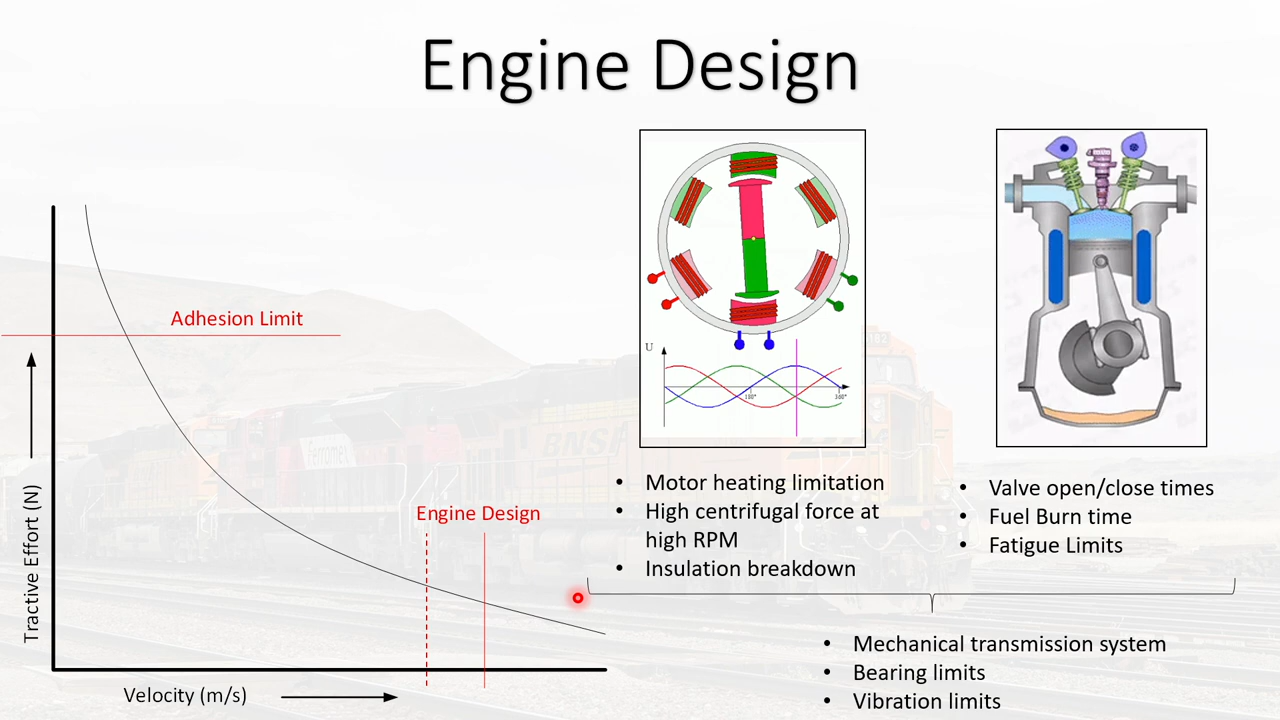 Engine Design
Adhesion Limit
Engine Design
Tractive Effort (N)
Velocity (m/s)
U
180°
360°
• Motor heating limitation
• High centrifugal force at
high RPM
• Insulation breakdown
• Valve open/close times
• Fuel Burn time
• Fatigue Limits
• Mechanical transmission system
• Bearing limits
• Vibration limits
Ferromex
BNSF